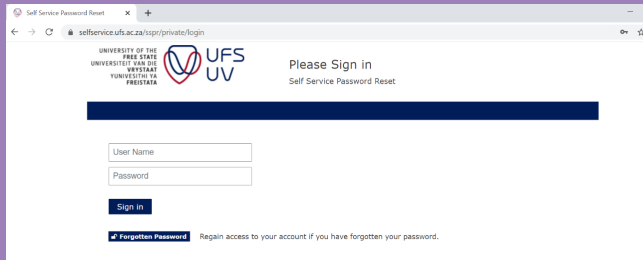 Self Service Password Reset
selfservice.ufs.ac.za/sspr/private/login
UNIVERSITY OF THE
FREE STATE
UNIVERSITEIT VAN DIE
VRYSTAAT
YUNIVESITHI YA
FREISTATA
UFS
UV
Please Sign in
Self Service Password Reset
User Name
Password
Sign in
Forgotten Password Regain access to your account if you have forgotten your password.